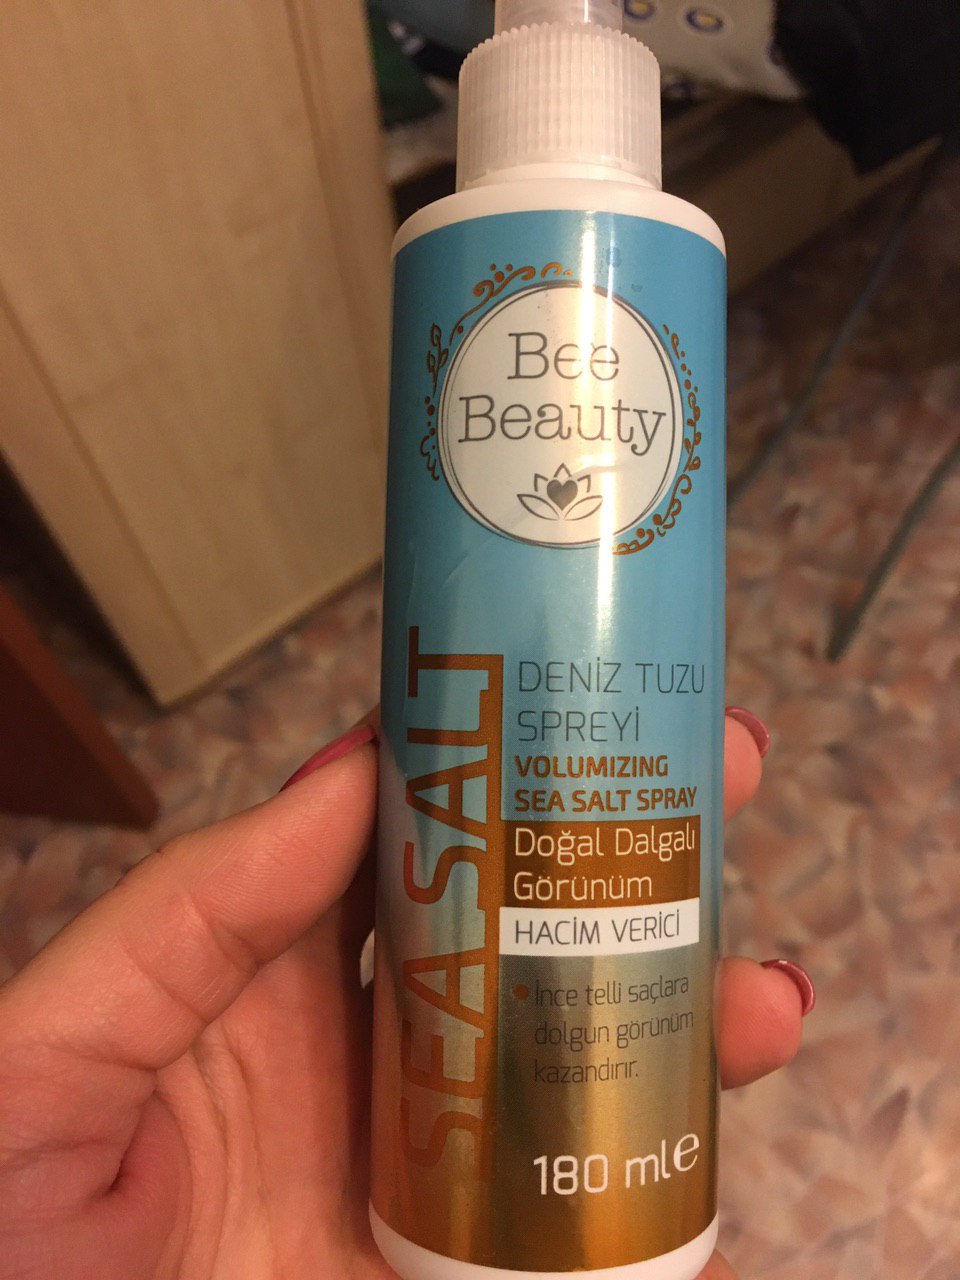 Bee
Beauty
SEA SALT
DENİZ TUZU
SPREYİ
VOLUMIZING
SEA SALT SPRAY
Doğal Dalgalı
Görünüm
HACİM VERİCİ
• İnce telli saçlara
dolgun görünüm
kazandırır.
180 ml e